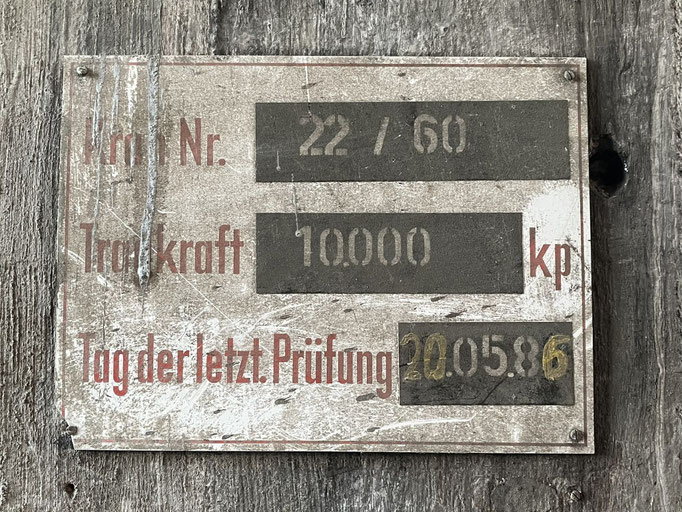 Kran Nr. 22 / 60
Tragkraft 10.000 kp
Tag der letzt. Prüfung 20.05.86